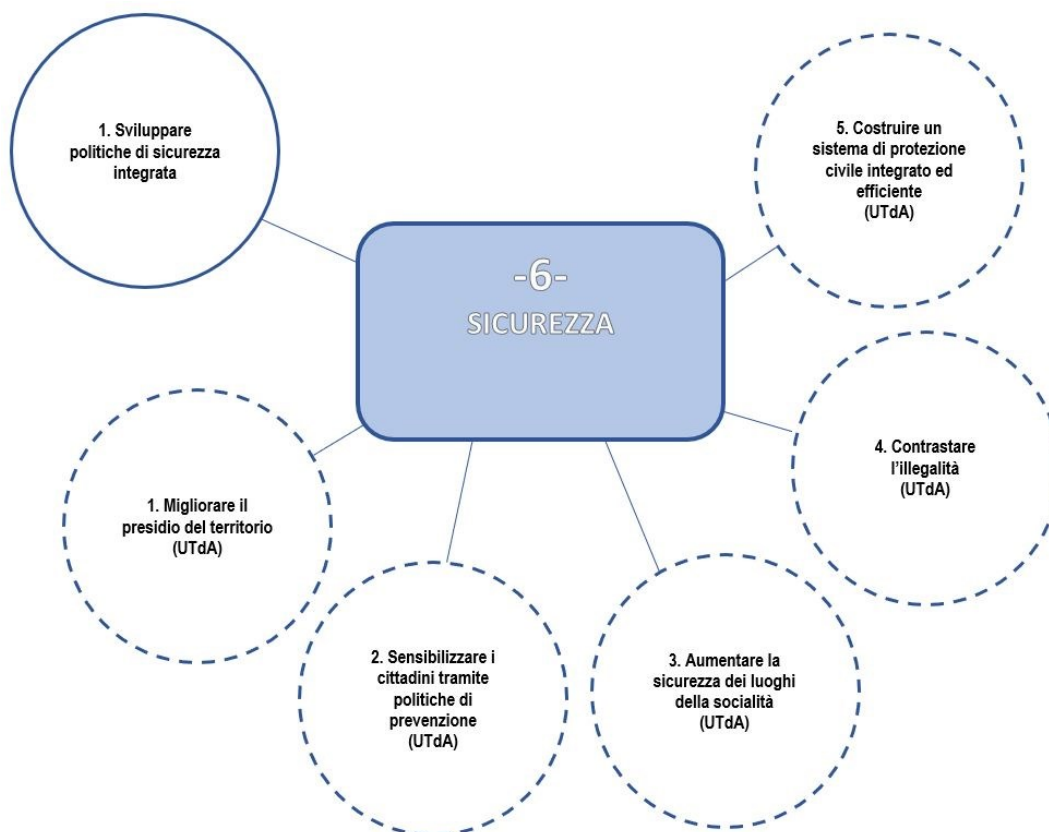 1. Sviluppare
politiche di sicurezza
integrata
5. Costruire un
sistema di protezione
civile integrato ed
efficiente
(UTdA)
-6-
SICUREZZA
4. Contrastare
l’illegalità
(UTdA)
1. Migliorare il
presidio del territorio
(UTdA)
2. Sensibilizzare i
cittadini tramite
politiche di
prevenzione
(UTdA)
3. Aumentare la
sicurezza dei luoghi
della socialità
(UTdA)